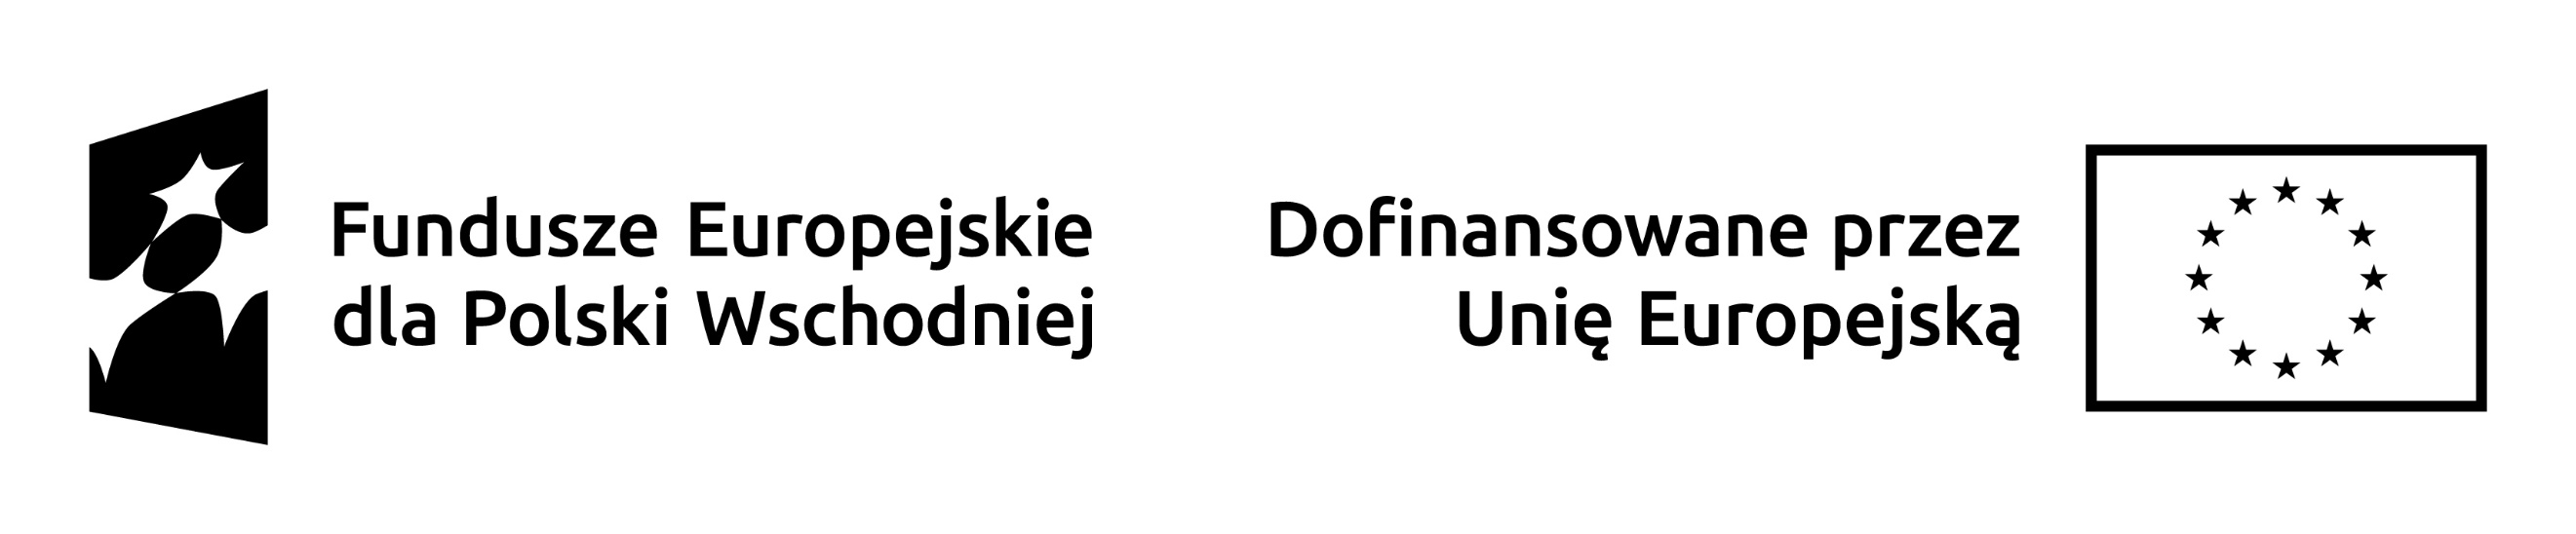 Fundusze Europejskie
dla Polski Wschodniej
Dofinansowane przez
Unię Europejską